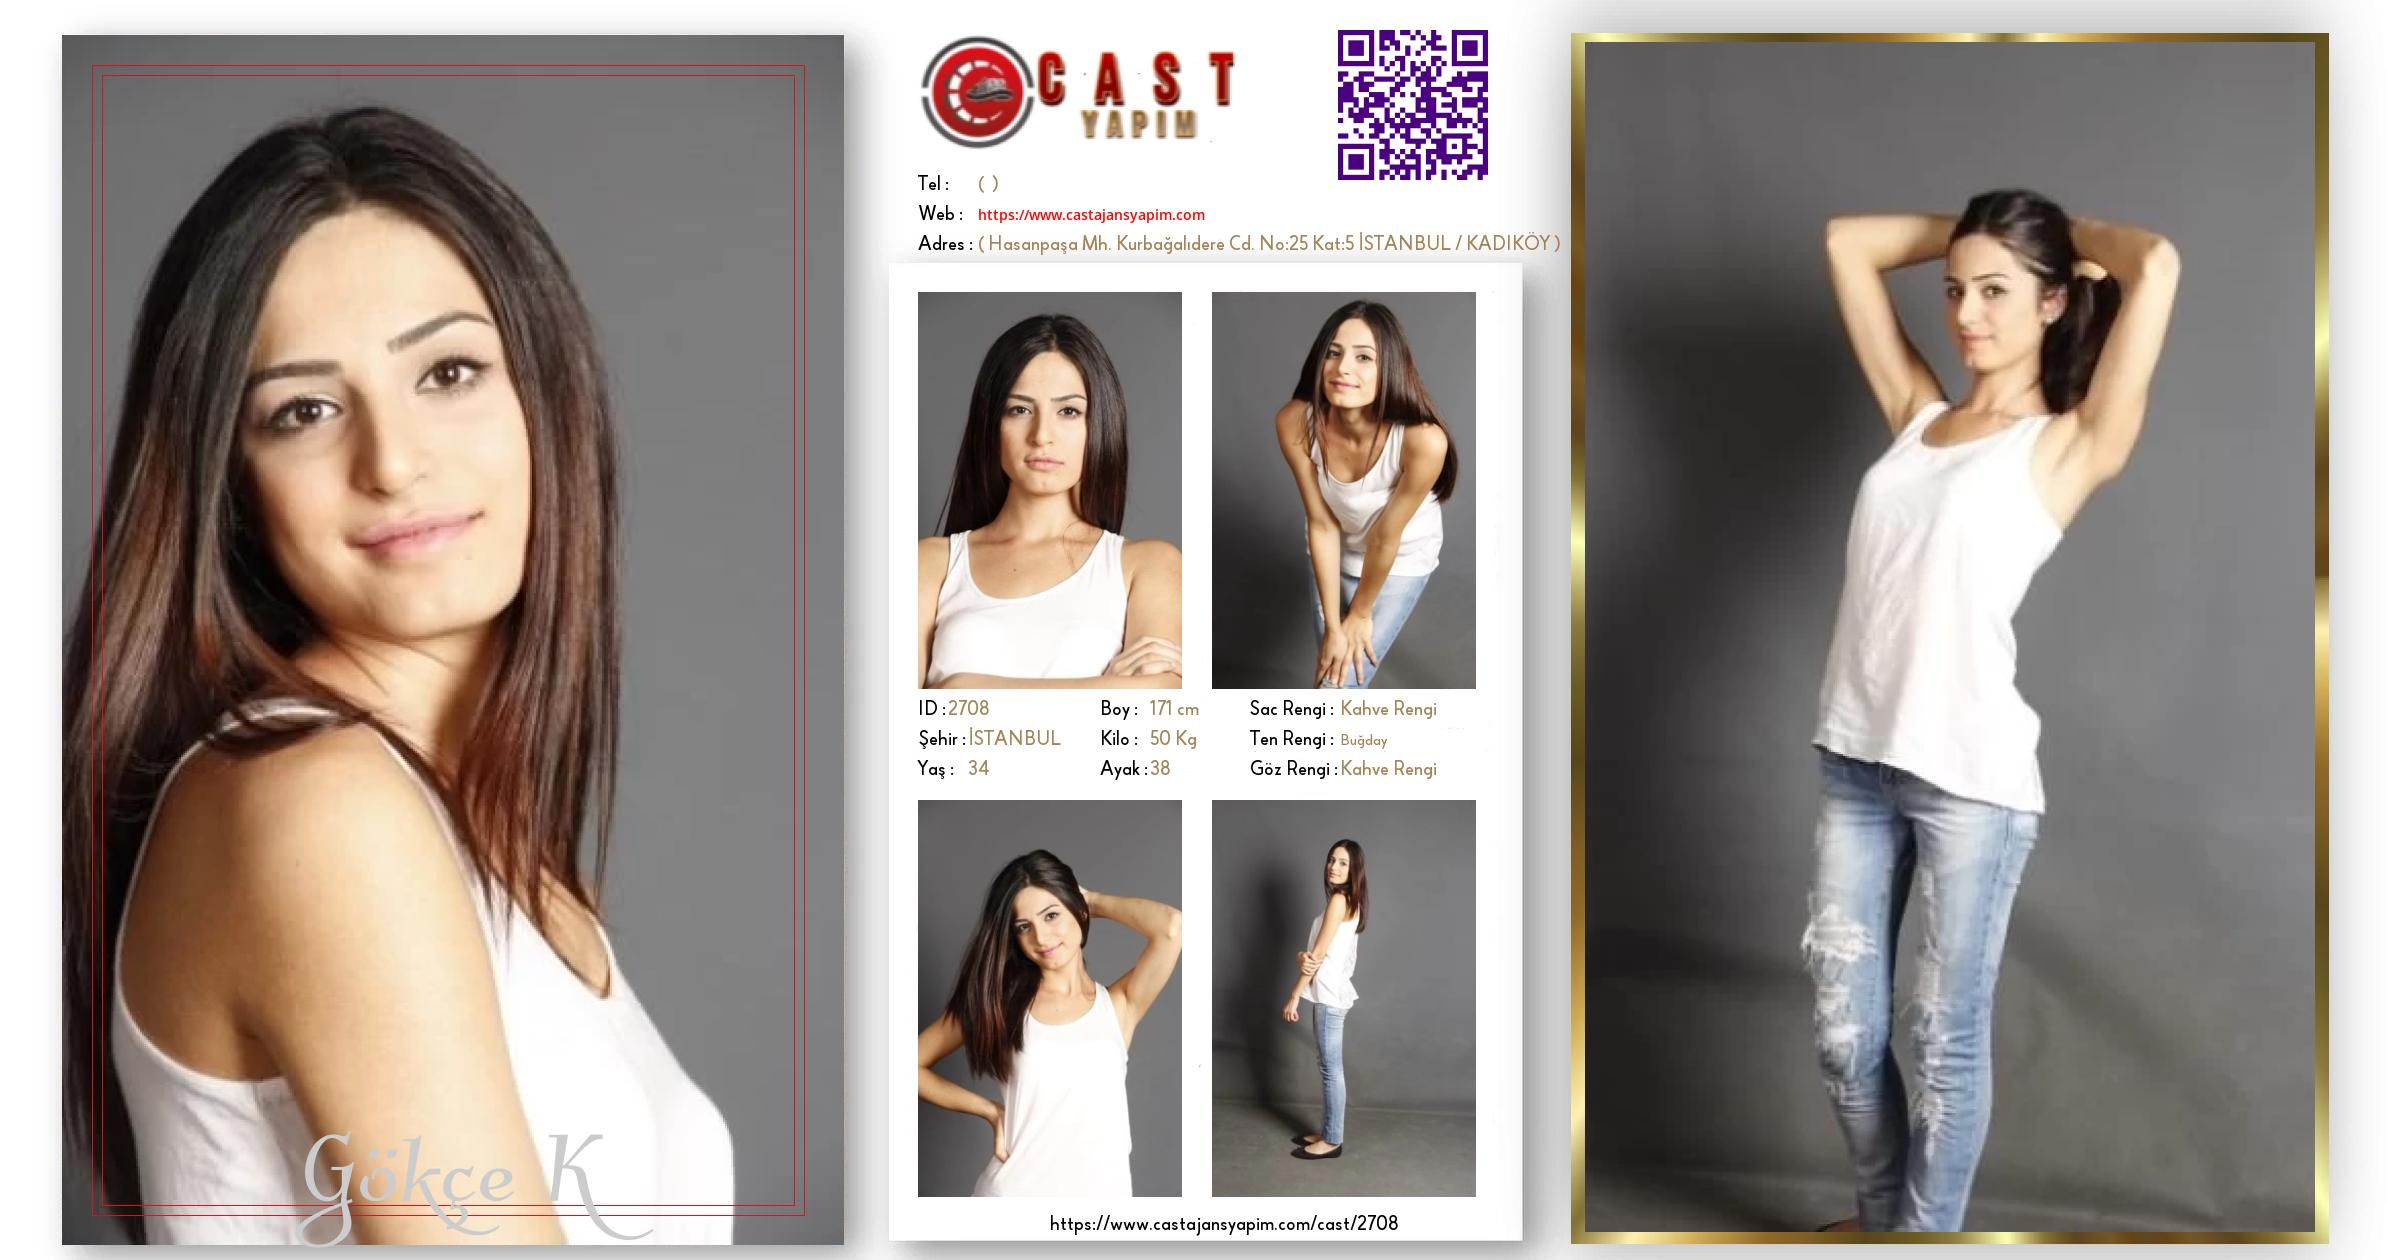 Gökçe K
CAST
YAPIM
Tel : ( )
Web : https://www.castajansyapim.com
Adres : ( Hasanpaşa Mh. Kurbağalıdere Cd. No:25 Kat:5 İSTANBUL / KADIKÖY )
ID : 2708 Boy : 171 cm Sac Rengi : Kahve Rengi
Şehir : İSTANBUL Kilo : 50 Kg Ten Rengi : Buğday
Yaş : 34 Ayak : 38 Göz Rengi : Kahve Rengi
https://www.castajansyapim.com/cast/2708